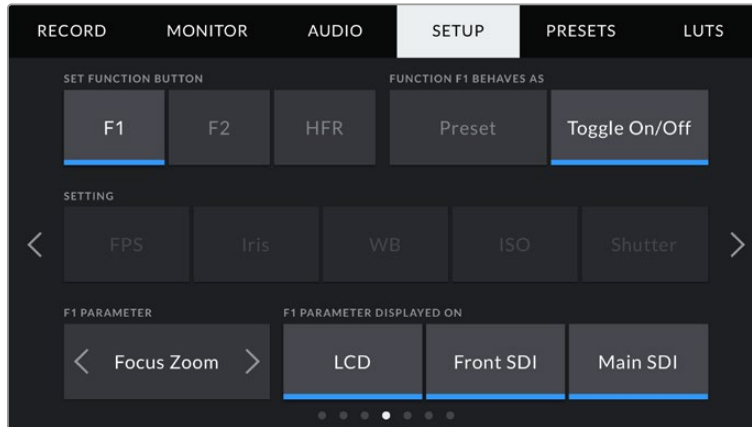 RECORD MONITOR AUDIO SETUP PRESETS LUTS
SET FUNCTION BUTTON FUNCTION F1 BEHAVES AS
F1 F2 HFR Preset Toggle On/Off
SETTING
FPS Iris WB ISO Shutter
F1 PARAMETER F1 PARAMETER DISPLAYED ON
Focus Zoom LCD Front SDI Main SDI